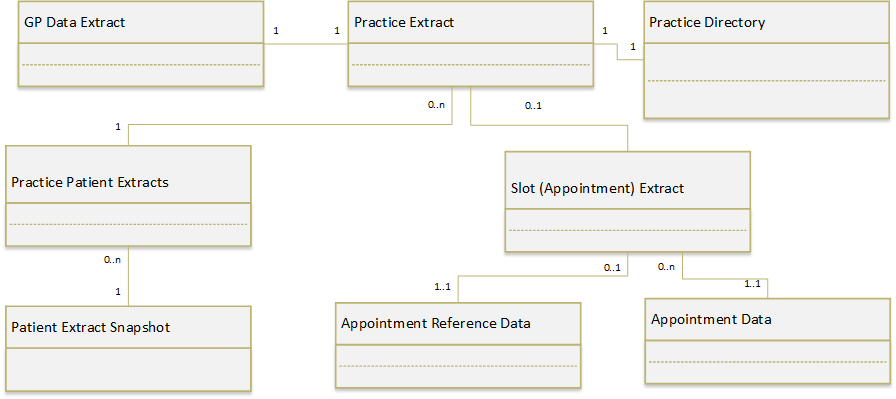 GP Data Extract
1
1
Practice Extract
1
1
Practice Directory
0..n
0..1
1
Practice Patient Extracts
Slot (Appointment) Extract
0..n
0..1
0..n
1
1..1
1..1
Patient Extract Snapshot
Appointment Reference Data
Appointment Data